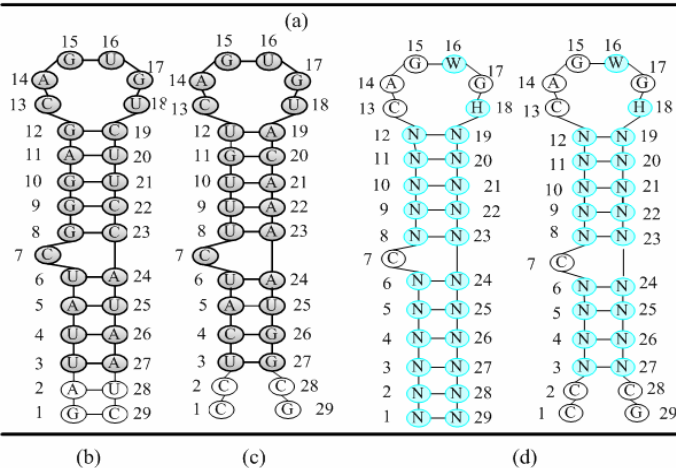 (a)
15 16 15 16 15 16 15 16
G U G U G W G W
17 17 17 17
14 A G 14 A G 14 A G 14 A G
13 C U 18 13 C U 18 13 C H 18 13 C H 18
12 G C 19 12 U A 19 12 N N 19 12 N N 19
11 A U 20 11 G C 20 11 N N 20 11 N N 20
10 G U 21 10 U A 21 10 N N 21 10 N N 21
9 G C 22 9 U A 22 9 N N 22 9 N N 22
8 G C 23 8 U A 23 8 N N 23 8 N N 23
7 C 7 C 7 C 7 C
6 U A 24 6 U A 24 6 N N 24 6 N N 24
5 A U 25 5 A U 25 5 N N 25 5 N N 25
4 U A 26 4 C G 26 4 N N 26 4 N N 26
3 U A 27 3 U G 27 3 N N 27 3 N N 27
2 A U 28 2 C C 28 2 N N 28 2 C C 28
1 G C 29 1 C G 29 1 N N 29 1 C G 29
(b) (c) (d)